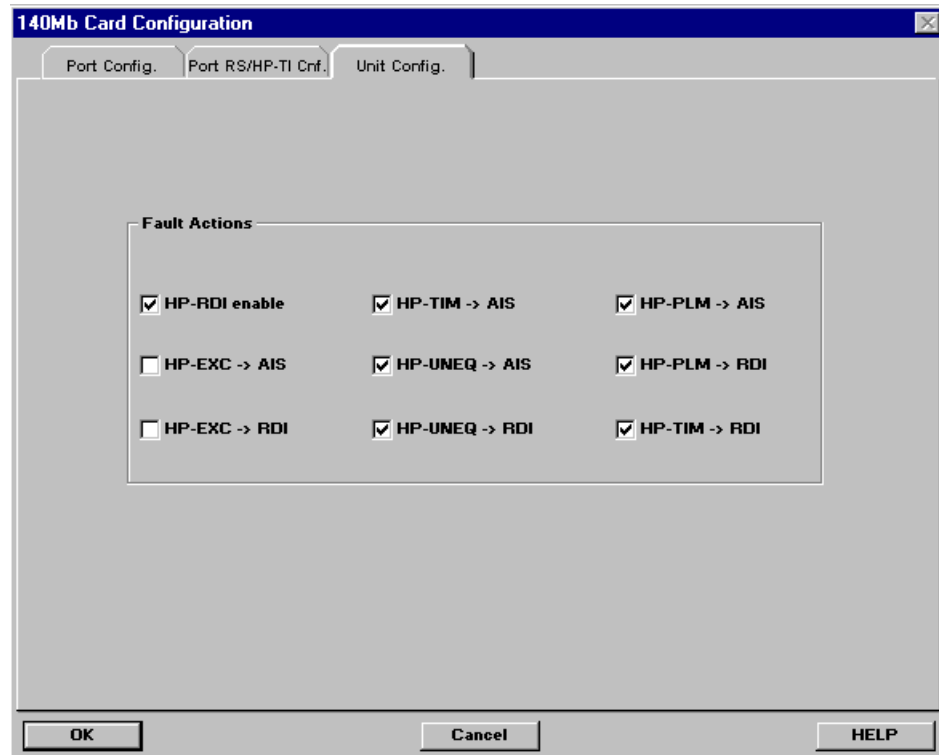 140Mb Card Configuration
Port Config. Port RS/HP-TI Cnf. Unit Config.
Fault Actions
HP-RDI enable HP-TIM -> AIS HP-PLM -> AIS
HP-EXC -> AIS HP-UNEQ -> AIS HP-PLM -> RDI
HP-EXC -> RDI HP-UNEQ -> RDI HP-TIM -> RDI
OK Cancel HELP